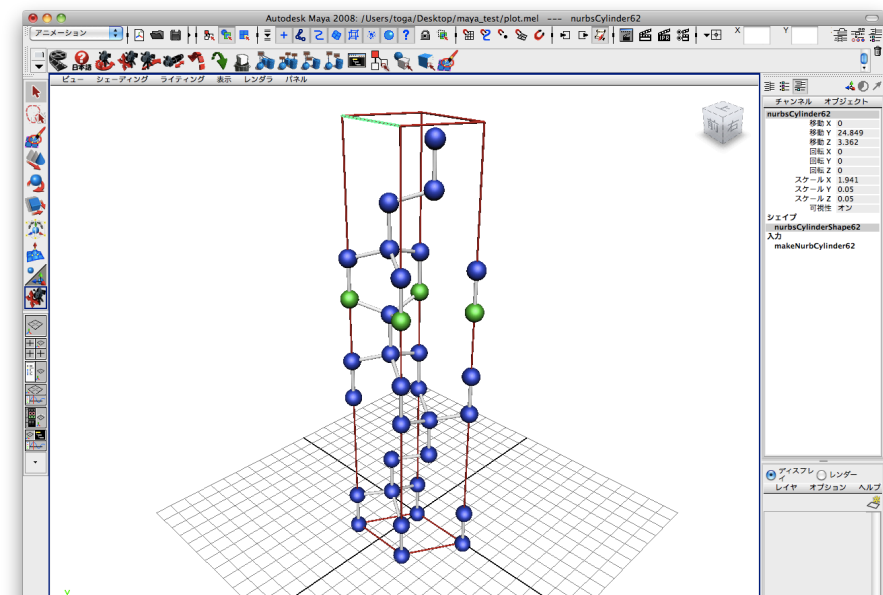 Autodesk Maya 2008: /Users/toga/Desktop/maya_test/plot.mel --- nurbsCylinder62
アニメーション
X
Y
日本語
ビュー シェーディング ライティング 表示 レンダラ パネル
チャンネル オブジェクト
nurbsCylinder62
移動 X 0
移動 Y 24.849
移動 Z 3.362
回転 X 0
回転 Y 0
回転 Z 0
スケール X 1.941
スケール Y 0.05
スケール Z 0.05
可視性 オン
シェイプ
nurbsCylinderShape62
入力
makeNurbCylinder62
上
前
右
ディスプレイ
レンダー
レイヤ オプション ヘルプ
y